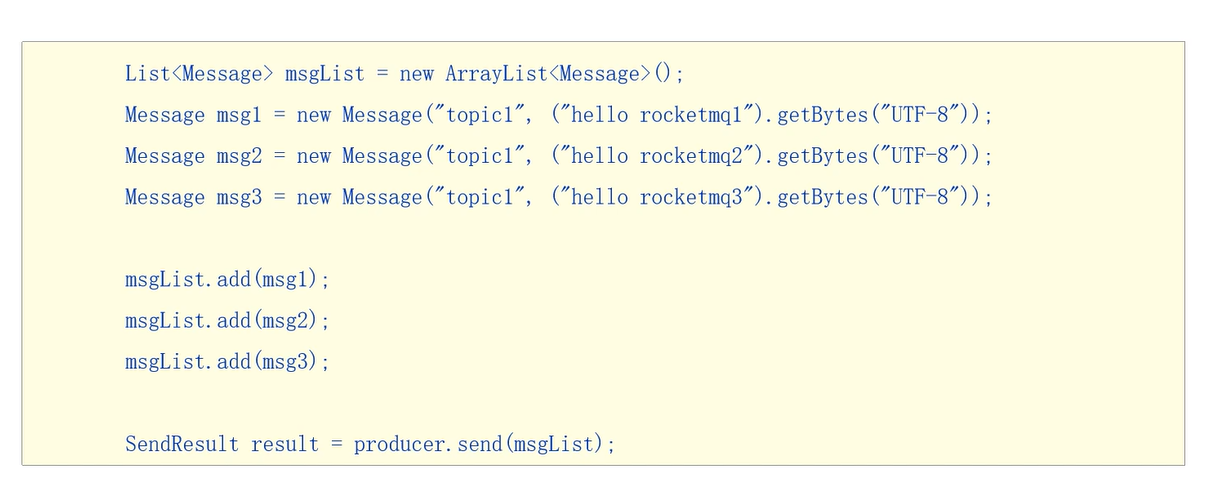 List<Message> msgList = new ArrayList<Message>();
Message msg1 = new Message("topic1", ("hello rocketmq1").getBytes("UTF-8"));
Message msg2 = new Message("topic1", ("hello rocketmq2").getBytes("UTF-8"));
Message msg3 = new Message("topic1", ("hello rocketmq3").getBytes("UTF-8"));
msgList.add(msg1);
msgList.add(msg2);
msgList.add(msg3);
SendResult result = producer.send(msgList);